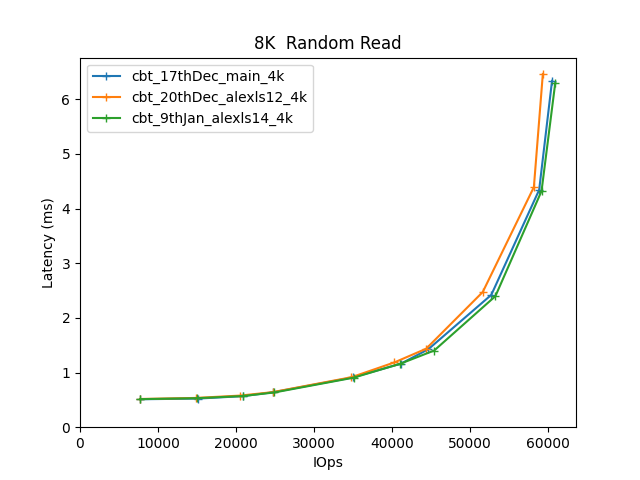 8K  Random Read
cbt_17thDec_main_4k
cbt_20thDec_alexls12_4k
cbt_9thJan_alexls14_4k
Latency (ms)
6
5
4
3
2
1
0
0 10000 20000 30000 40000 50000 60000
IOps